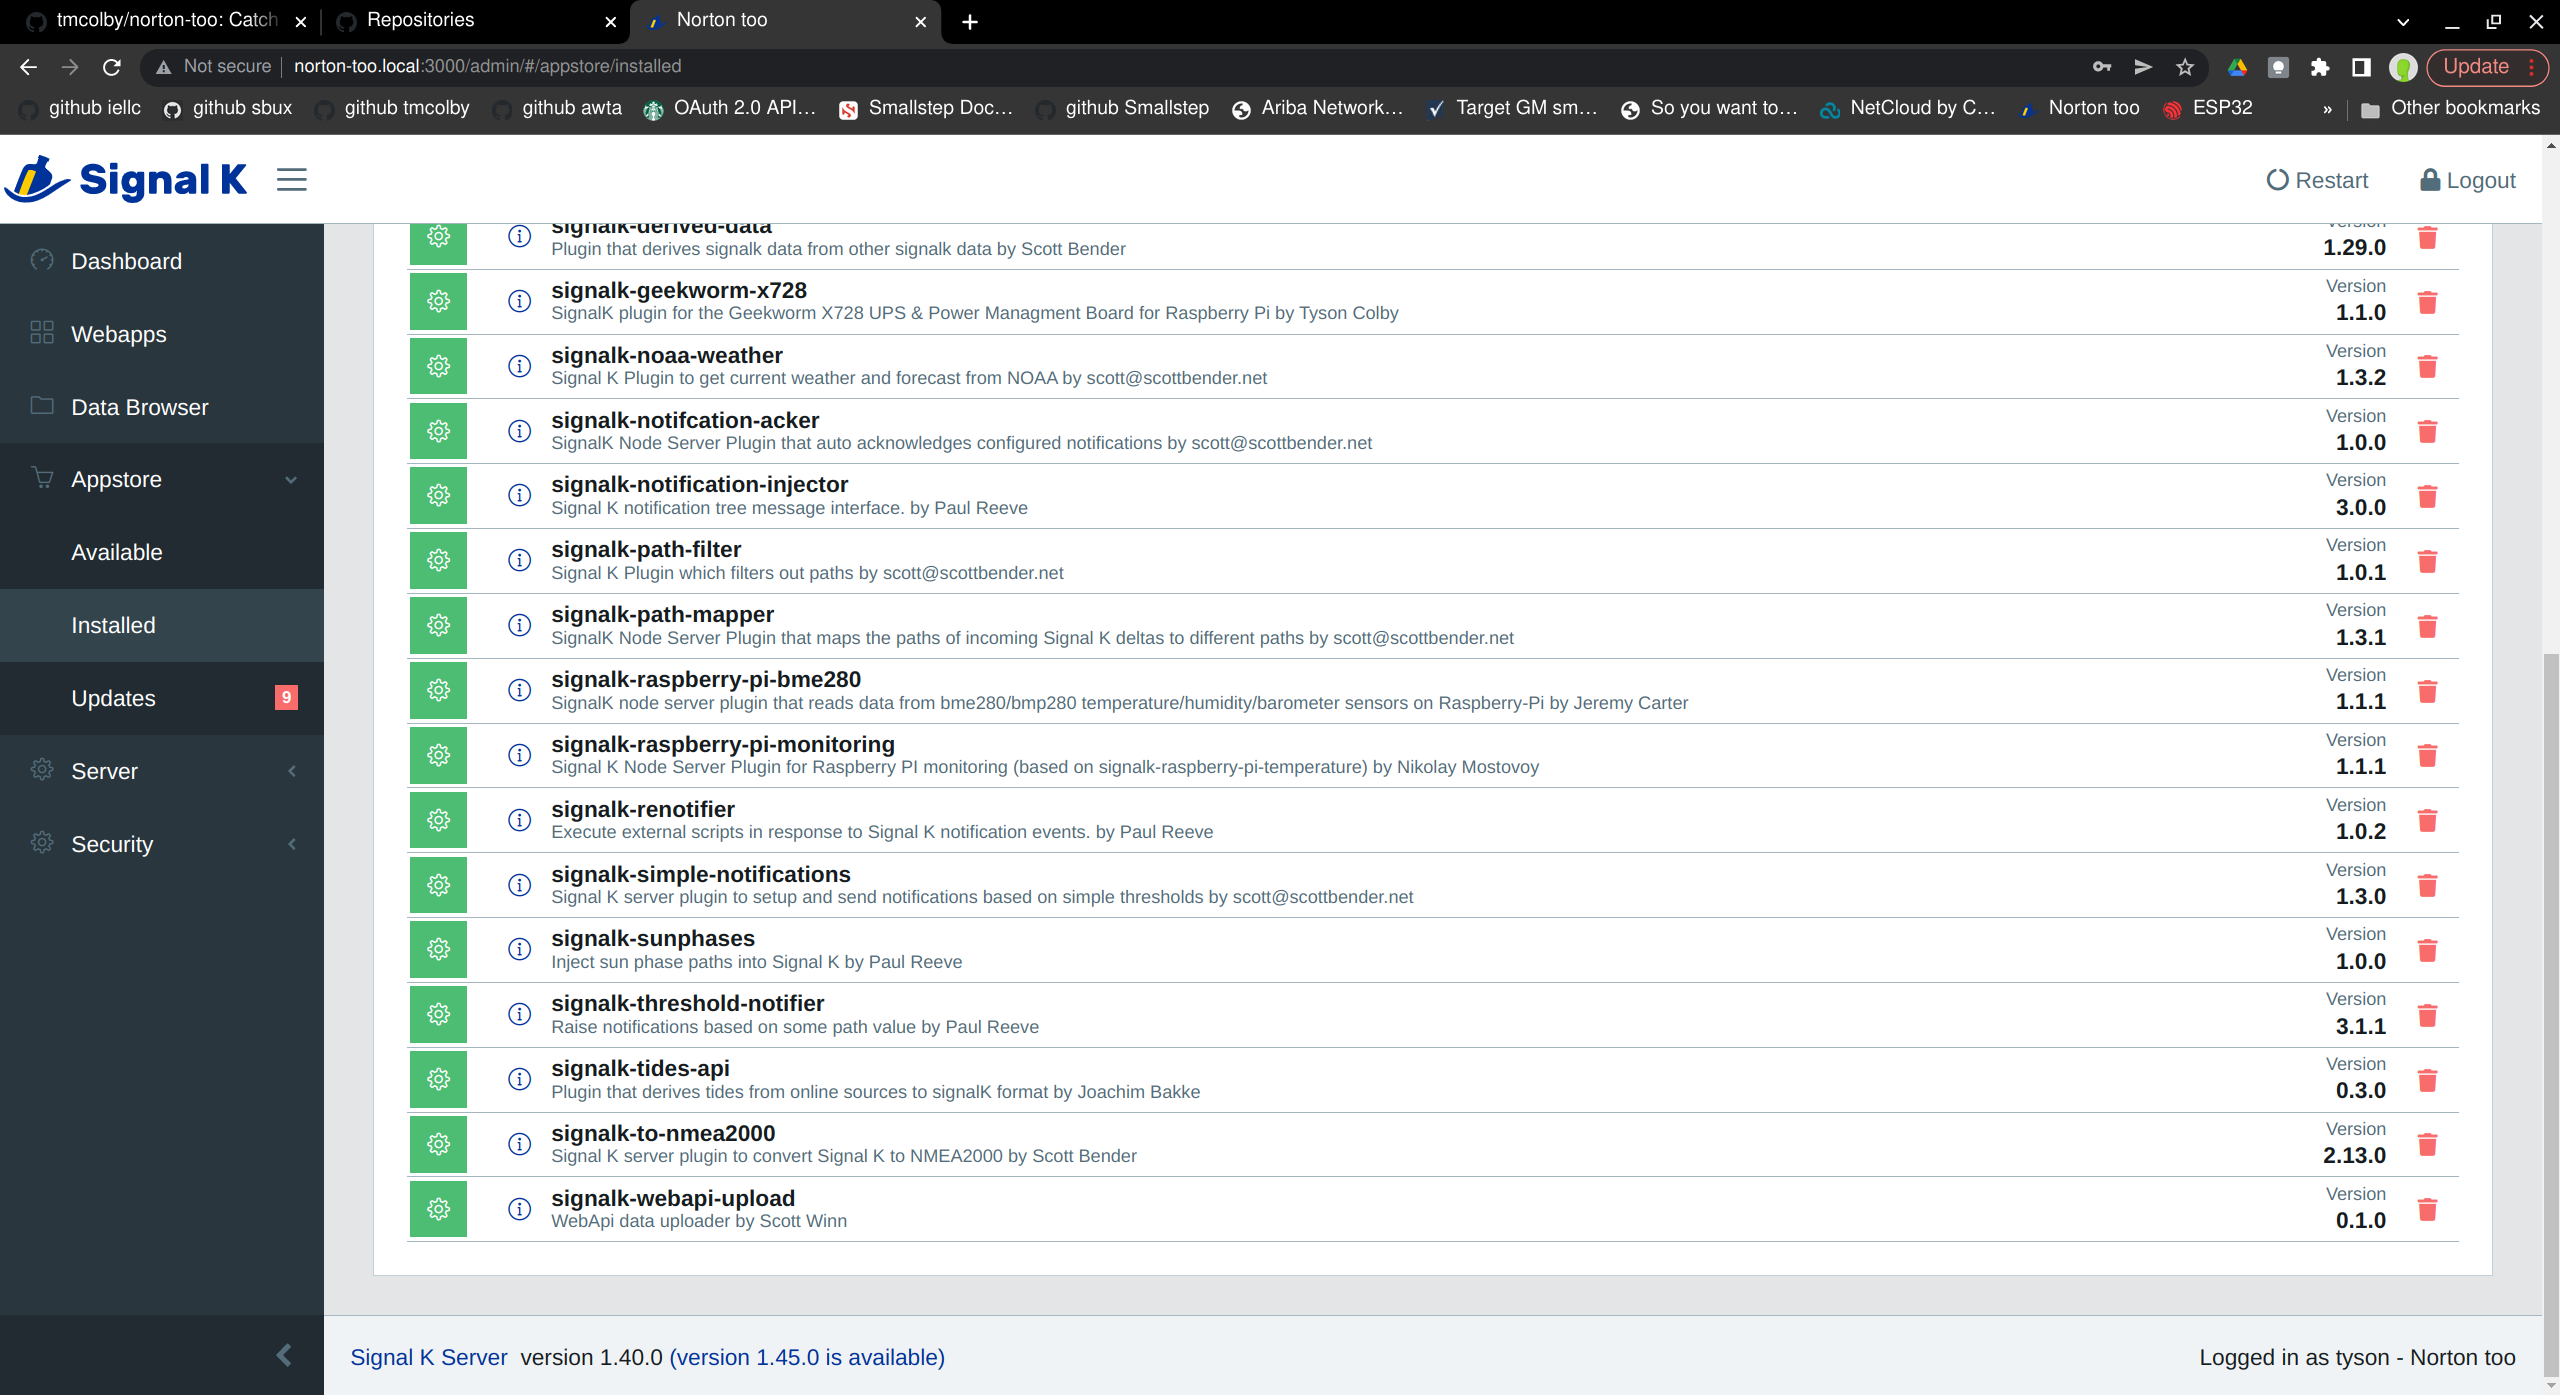 tmcolby/norton-too: Catch
Repositories
Norton too
Not secure
norton-too.local:3000/admin/#/appstore/installed
Update
github iellc
github sbux
github tmcolby
github awta
OAuth 2.0 API...
Smallstep Doc...
github Smallstep
Ariba Network...
Target GM sm...
So you want to...
NetCloud by C...
Norton too
ESP32
»
Other bookmarks
Signal K
Restart
Logout
Dashboard
Webapps
Data Browser
Appstore
Available
Installed
Updates 9
Server
Security
signalk-derived-data
Plugin that derives signalk data from other signalk data by Scott Bender
Version
1.29.0
signalk-geekworm-x728
SignalK plugin for the Geekworm X728 UPS & Power Managment Board for Raspberry Pi by Tyson Colby
Version
1.1.0
signalk-noaa-weather
Signal K Plugin to get current weather and forecast from NOAA by scott@scottbender.net
Version
1.3.2
signalk-notifcation-acker
SignalK Node Server Plugin that auto acknowledges configured notifications by scott@scottbender.net
Version
1.0.0
signalk-notification-injector
Signal K notification tree message interface. by Paul Reeve
Version
3.0.0
signalk-path-filter
Signal K Plugin which filters out paths by scott@scottbender.net
Version
1.0.1
signalk-path-mapper
SignalK Node Server Plugin that maps the paths of incoming Signal K deltas to different paths by scott@scottbender.net
Version
1.3.1
signalk-raspberry-pi-bme280
SignalK node server plugin that reads data from bme280/bmp280 temperature/humidity/barometer sensors on Raspberry-Pi by Jeremy Carter
Version
1.1.1
signalk-raspberry-pi-monitoring
Signal K Node Server Plugin for Raspberry PI monitoring (based on signalk-raspberry-pi-temperature) by Nikolay Mostovoy
Version
1.1.1
signalk-renotifier
Execute external scripts in response to Signal K notification events. by Paul Reeve
Version
1.0.2
signalk-simple-notifications
Signal K server plugin to setup and send notifications based on simple thresholds by scott@scottbender.net
Version
1.3.0
signalk-sunphases
Inject sun phase paths into Signal K by Paul Reeve
Version
1.0.0
signalk-threshold-notifier
Raise notifications based on some path value by Paul Reeve
Version
3.1.1
signalk-tides-api
Plugin that derives tides from online sources to signalK format by Joachim Bakke
Version
0.3.0
signalk-to-nmea2000
Signal K server plugin to convert Signal K to NMEA2000 by Scott Bender
Version
2.13.0
signalk-webapi-upload
WebApi data uploader by Scott Winn
Version
0.1.0
Signal K Server version 1.40.0 (version 1.45.0 is available)
Logged in as tyson - Norton too